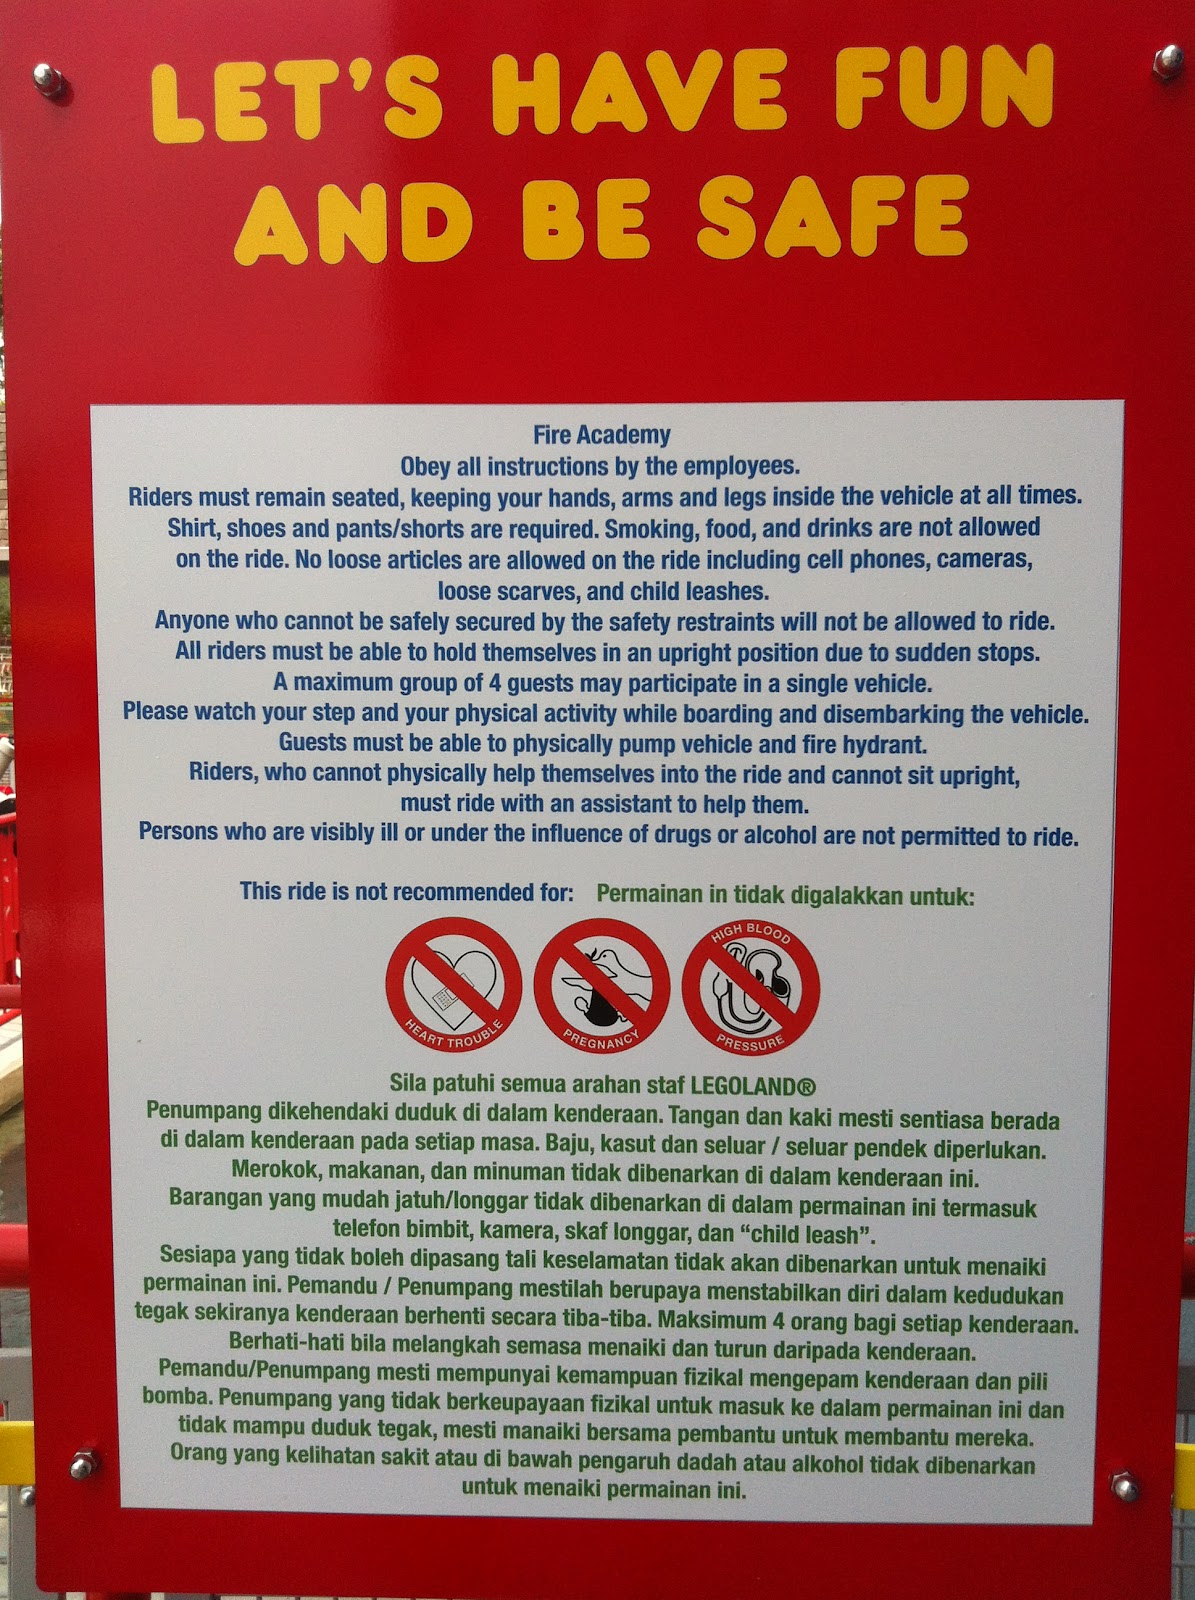 LET'S HAVE FUN
AND BE SAFE
Fire Academy
Obey all instructions by the employees.
Riders must remain seated, keeping your hands, arms and legs inside the vehicle at all times.
Shirt, shoes and pants/shorts are required. Smoking, food, and drinks are not allowed
on the ride. No loose articles are allowed on the ride including cell phones, cameras,
loose scarves, and child leashes.
Anyone who cannot be safely secured by the safety restraints will not be allowed to ride.
All riders must be able to hold themselves in an upright position due to sudden stops.
A maximum group of 4 guests may participate in a single vehicle.
Please watch your step and your physical activity while boarding and disembarking the vehicle.
Guests must be able to physically pump vehicle and fire hydrant.
Riders, who cannot physically help themselves into the ride and cannot sit upright,
must ride with an assistant to help them.
Persons who are visibly ill or under the influence of drugs or alcohol are not permitted to ride.
This ride is not recommended for: Permainan in tidak digalakkan untuk:
HEART TROUBLE
PREGNANCY
HIGH BLOOD
PRESSURE
Sila patuhi semua arahan staf LEGOLAND®
Penumpang dikehendaki duduk di dalam kenderaan. Tangan dan kaki mesti sentiasa berada
di dalam kenderaan pada setiap masa. Baju, kasut dan seluar / seluar pendek diperlukan.
Merokok, makanan, dan minuman tidak dibenarkan di dalam kenderaan ini.
Barangan yang mudah jatuh/longgar tidak dibenarkan di dalam permainan ini termasuk
telefon bimbit, kamera, skaf longgar, dan “child leash”.
Sesiapa yang tidak boleh dipasang tali keselamatan tidak akan dibenarkan untuk menaiki
permainan ini. Pemandu / Penumpang mestilah berupaya menstabilkan diri dalam kedudukan
tegak sekiranya kenderaan berhenti secara tiba-tiba. Maksimum 4 orang bagi setiap kenderaan.
Berhati-hati bila melangkah semasa menaiki dan turun daripada kenderaan.
Pemandu/Penumpang mesti mempunyai kemampuan fizikal mengepam kenderaan dan pili
bomba. Penumpang yang tidak berkeupayaan fizikal untuk masuk ke dalam permainan ini dan
tidak mampu duduk tegak, mesti manaiki bersama pembantu untuk membantu mereka.
Orang yang kelihatan sakit atau di bawah pengaruh dadah atau alkohol tidak dibenarkan
untuk menaiki permainan ini.